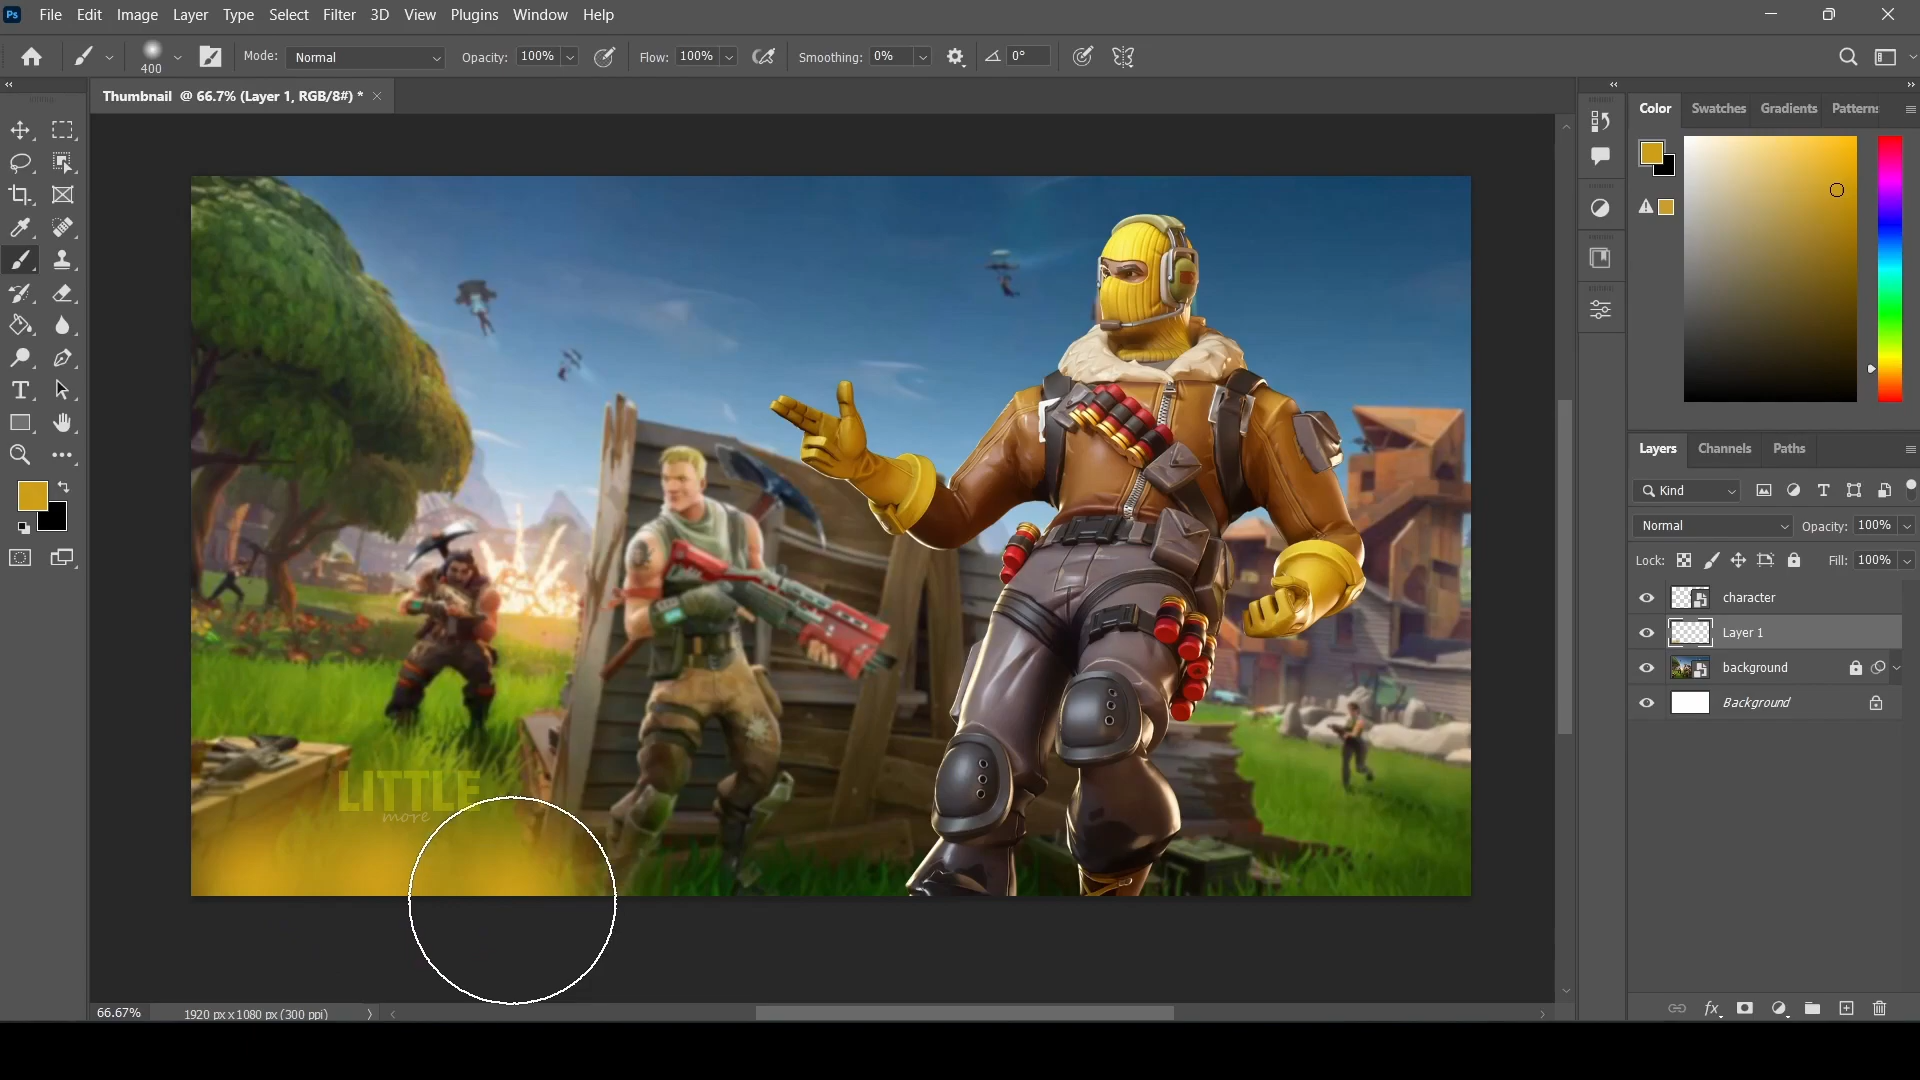 Ps File Edit Image Layer Type Select Filter 3D View Plugins Window Help
400 Mode: Normal Opacity: 100% Flow: 100% Smoothing: 0% 0°
Thumbnail @ 66.7% (Layer 1, RGB/8#) *
Color Swatches Gradients Patterns
LITTLE
more
Layers Channels Paths
Kind
Normal Opacity: 100%
Lock: Fill: 100%
character
Layer 1
background
Background
66.67% 1920 px x 1080 px (300 ppi)